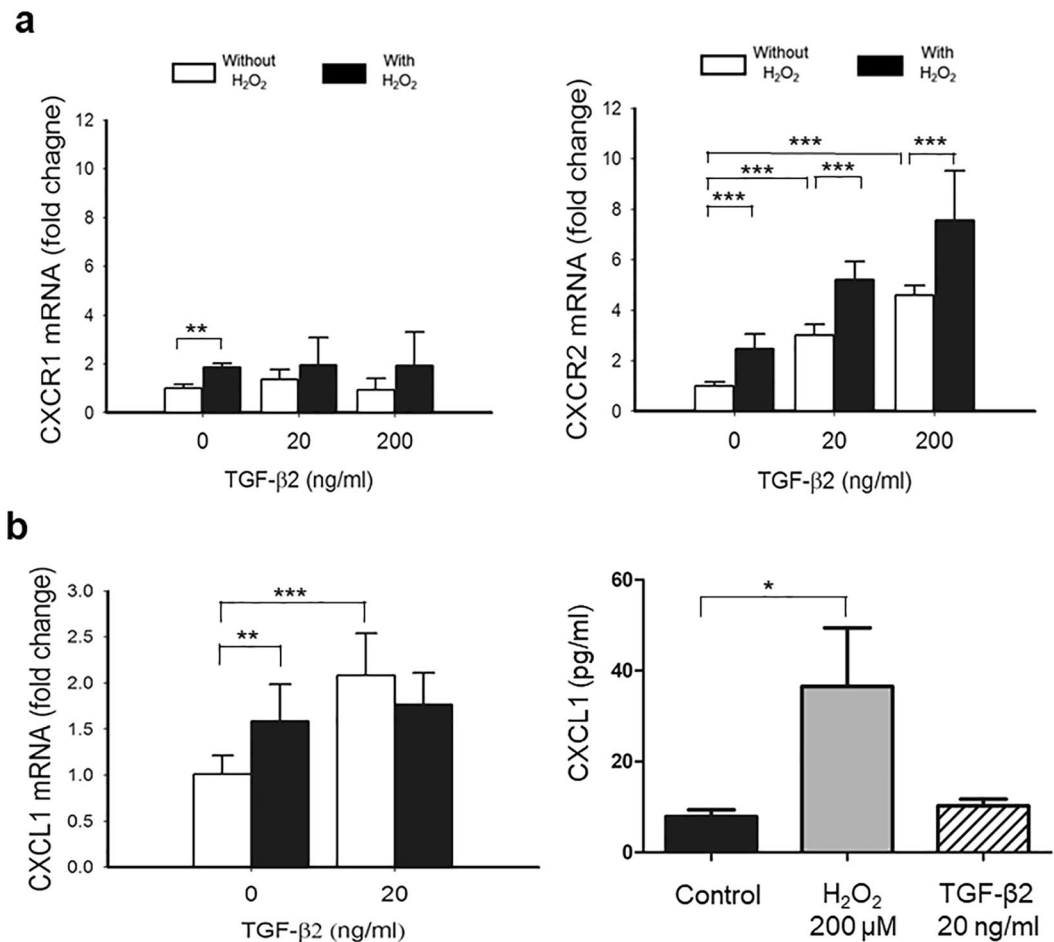 a
Without
H₂O₂
With
H₂O₂
CXCR1 mRNA (fold chagne)
12
10
8
6
4
2
0
**
0 20 200
TGF-β2 (ng/ml)
Without
H₂O₂
With
H₂O₂
CXCR2 mRNA (fold change)
12
10
8
6
4
2
0
***
***
***
***
***
0 20 200
TGF-β2 (ng/ml)
b
CXCL1 mRNA (fold change)
3.0
2.5
2.0
1.5
1.0
0.5
0.0
***
**
0 20
TGF-β2 (ng/ml)
CXCL1 (pg/ml)
60
40
20
0
*
Control H₂O₂ TGF-β2
200 µM 20 ng/ml